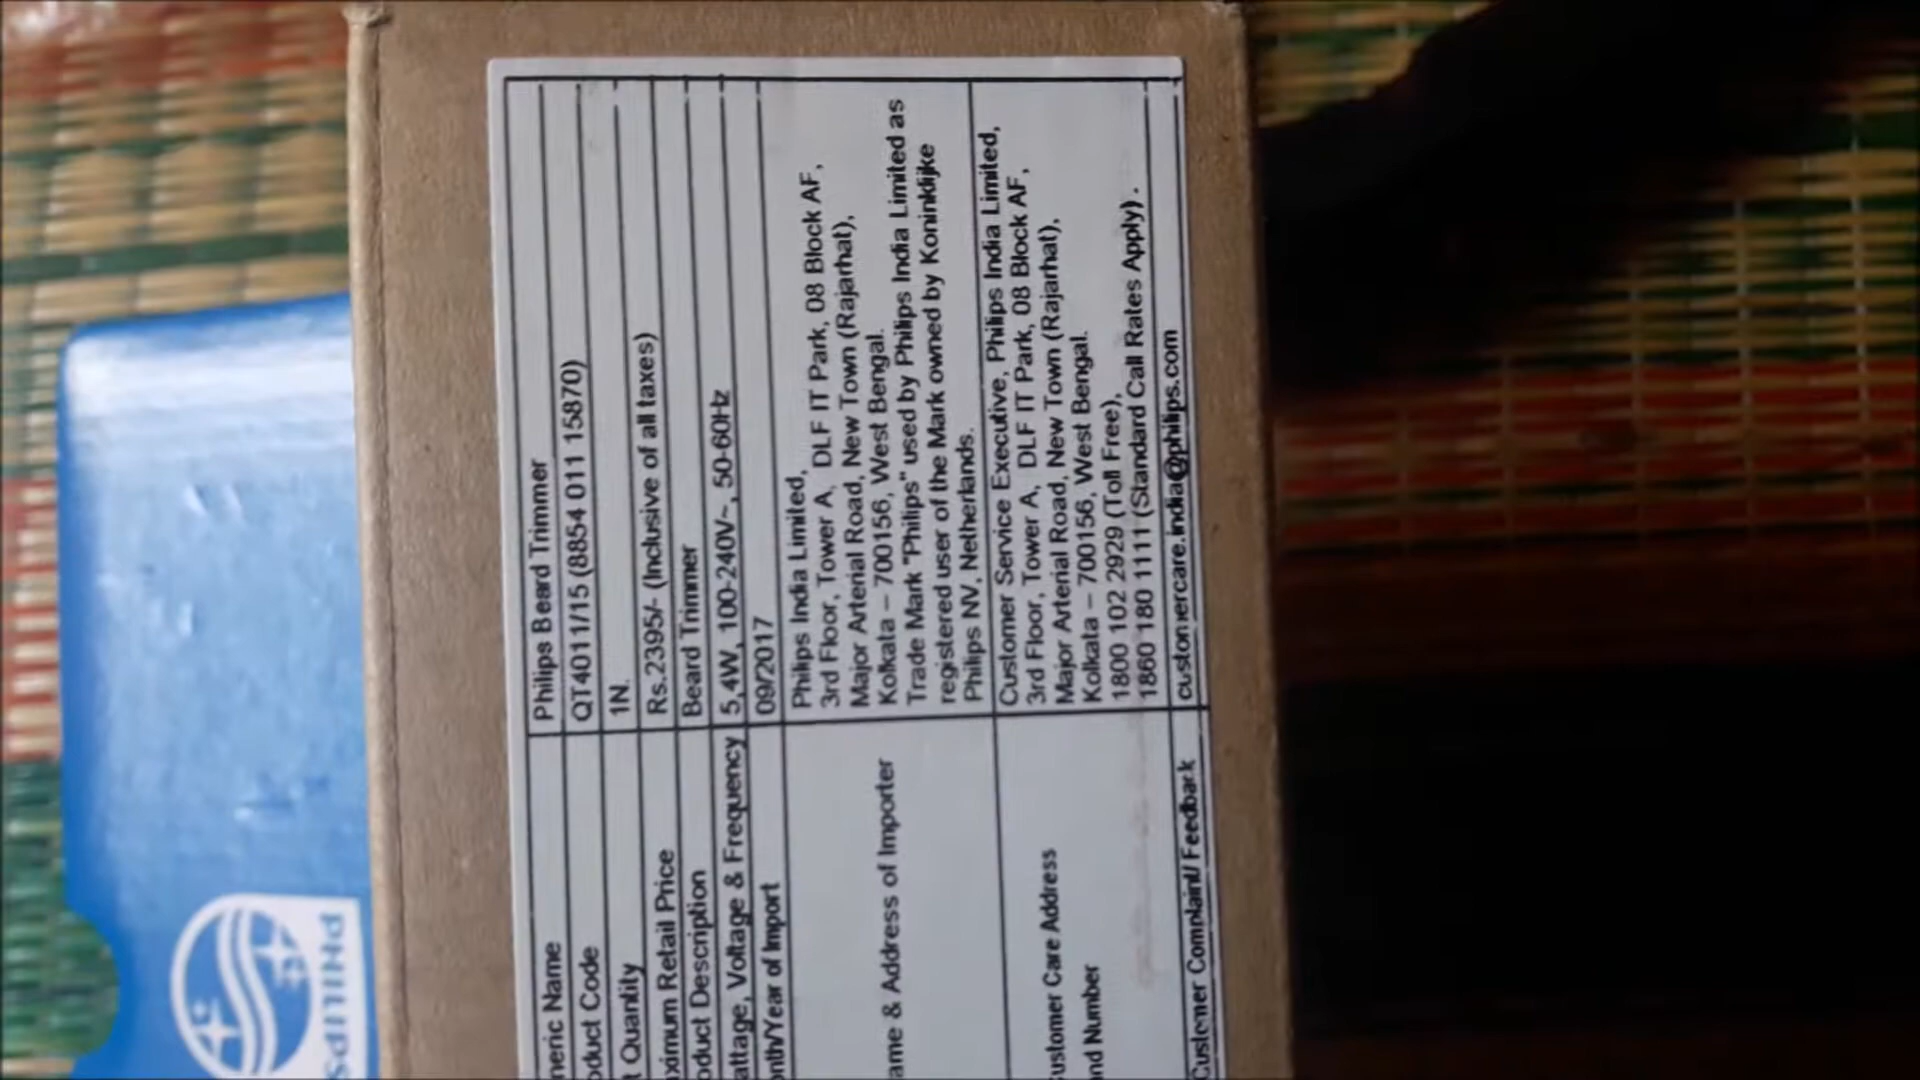 neric Name Philips Beard Trimmer
oduct Code QT4011/15 (8854 011 15870)
t Quantity 1N.
aximum Retail Price Rs.2395/- (Inclusive of all taxes)
oduct Description Beard Trimmer
attage, Voltage & Frequency 5.4W, 100-240V~, 50-60Hz
onth/Year of Import 09/2017
ame & Address of Importer
Philips India Limited,
3rd Floor, Tower A, DLF IT Park, 08 Block AF,
Major Arterial Road, New Town (Rajarhat),
Kolkata – 700156, West Bengal.
Trade Mark "Philips" used by Philips India Limited as
registered user of the Mark owned by Koninklijke
Philips NV, Netherlands.
ustomer Care Address
nd Number
Customer Service Executive, Philips India Limited,
3rd Floor, Tower A, DLF IT Park, 08 Block AF,
Major Arterial Road, New Town (Rajarhat),
Kolkata – 700156, West Bengal.
1800 102 2929 (Toll Free),
1860 180 1111 (Standard Call Rates Apply).
Customer Complaint/ Feedback customercare.india@philips.com
PHILIPS